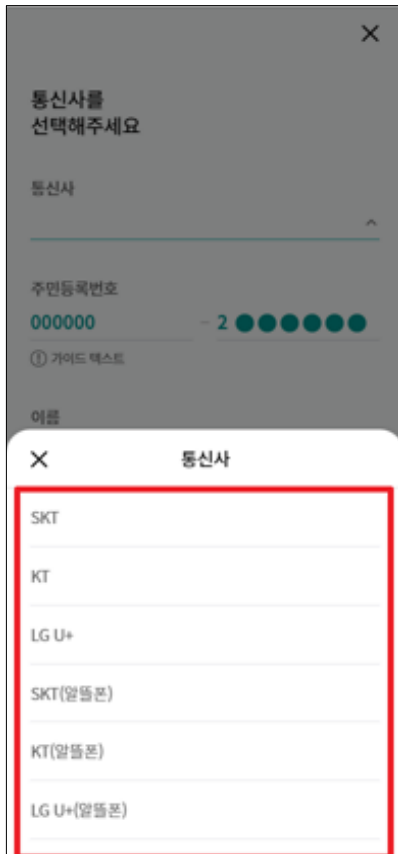 통신사를
선택해주세요
통신사
주민등록번호
000000 - 2●●●●●●
가이드 텍스트
이름
통신사
SKT
KT
LG U+
SKT(알뜰폰)
KT(알뜰폰)
LG U+(알뜰폰)